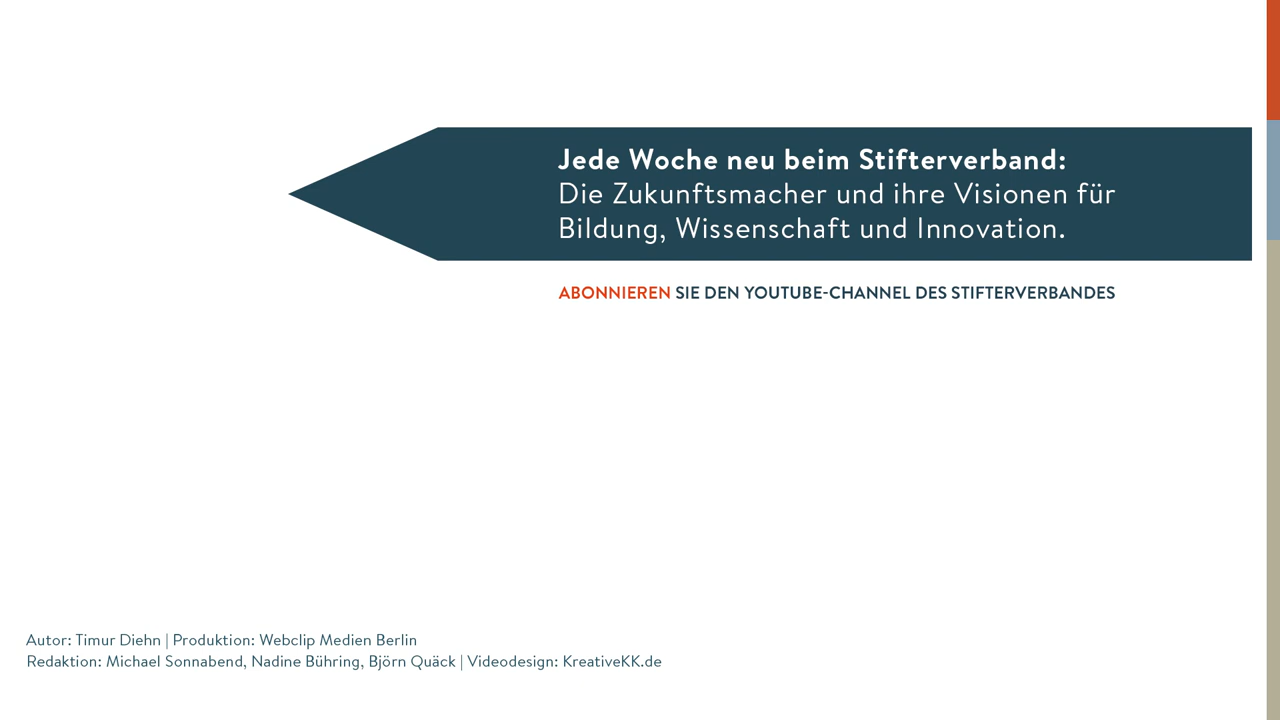 Jede Woche neu beim Stifterverband:
Die Zukunftsmacher und ihre Visionen für
Bildung, Wissenschaft und Innovation.
ABONNIEREN SIE DEN YOUTUBE-CHANNEL DES STIFTERVERBANDES
Autor: Timur Diehn | Produktion: Webclip Medien Berlin
Redaktion: Michael Sonnabend, Nadine Bühring, Björn Quäck | Videodesign: KreativeKK.de